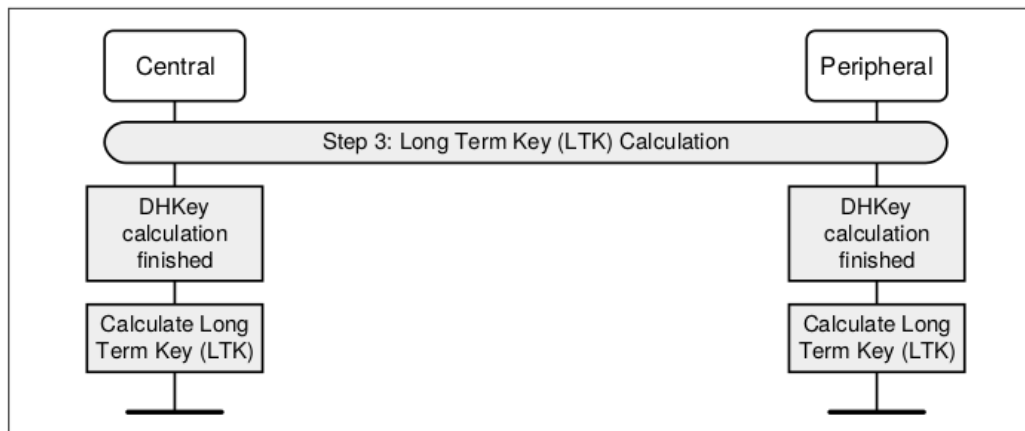 Central
Peripheral
Step 3: Long Term Key (LTK) Calculation
DHKey
calculation
finished
DHKey
calculation
finished
Calculate Long
Term Key (LTK)
Calculate Long
Term Key (LTK)